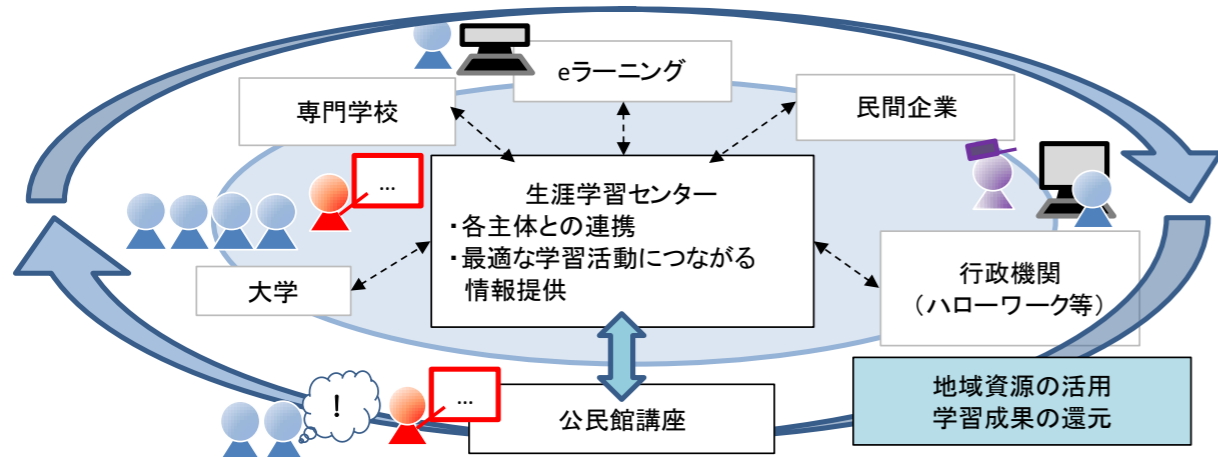 eラーニング
専門学校
民間企業
...
生涯学習センター
・各主体との連携
・最適な学習活動につながる
情報提供
大学
行政機関
（ハローワーク等）
!
...
公民館講座
地域資源の活用
学習成果の還元